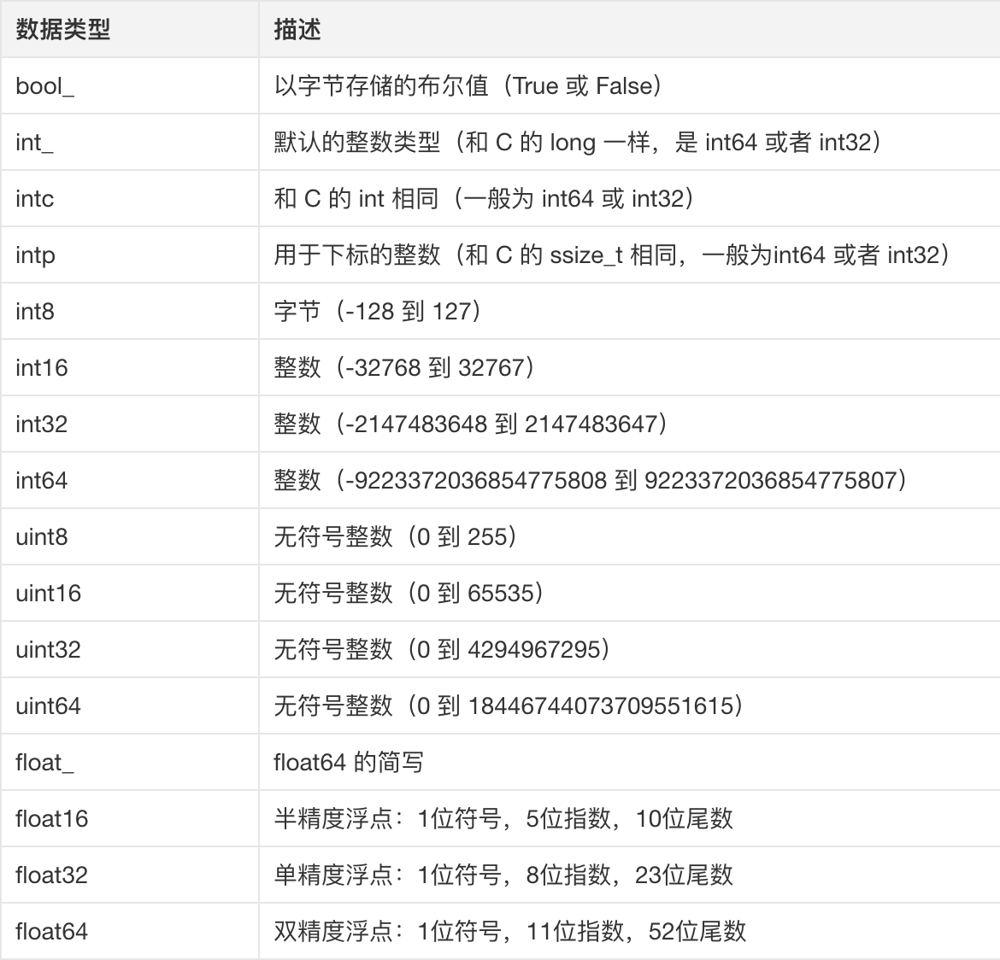 数据类型 描述
bool_ 以字节存储的布尔值（True 或 False）
int_ 默认的整数类型（和 C 的 long 一样，是 int64 或者 int32）
intc 和 C 的 int 相同（一般为 int64 或 int32）
intp 用于下标的整数（和 C 的 ssize_t 相同，一般为int64 或者 int32）
int8 字节（-128 到 127）
int16 整数（-32768 到 32767）
int32 整数（-2147483648 到 2147483647）
int64 整数（-9223372036854775808 到 9223372036854775807）
uint8 无符号整数（0 到 255）
uint16 无符号整数（0 到 65535）
uint32 无符号整数（0 到 4294967295）
uint64 无符号整数（0 到 18446744073709551615）
float_ float64 的简写
float16 半精度浮点：1位符号，5位指数，10位尾数
float32 单精度浮点：1位符号，8位指数，23位尾数
float64 双精度浮点：1位符号，11位指数，52位尾数